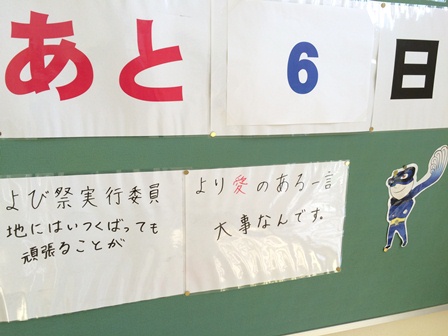 あと 6 日
よび祭実行委員
地にはいつくばっても
頑張ることが
より愛のある一言
大事なんです。